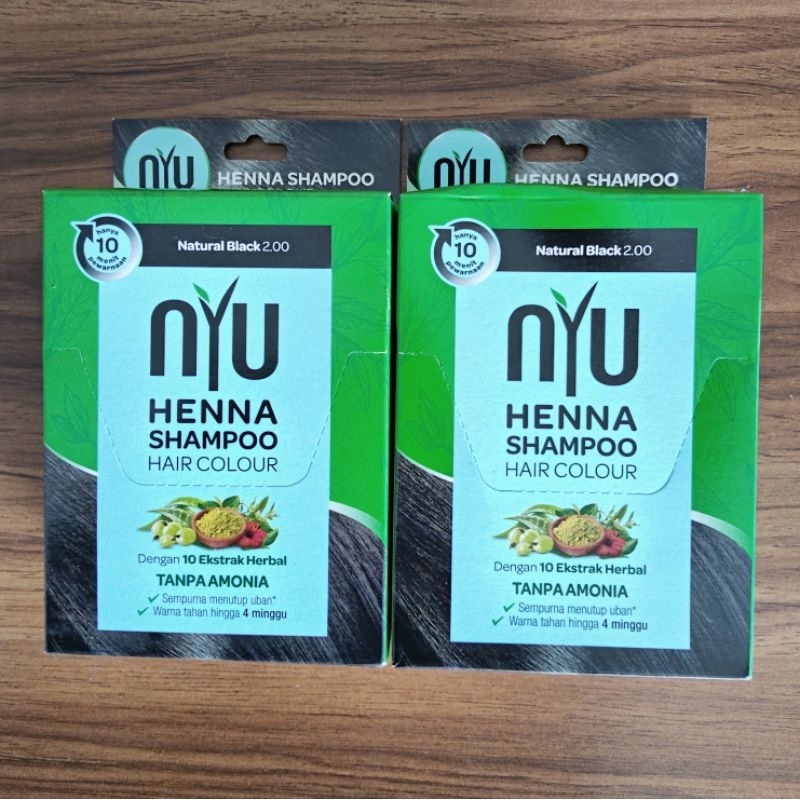 nYU
HENNA SHAMPOO
nYU
HENNA SHAMPOO
hanya
10
menit
pewarnaan
Natural Black 2.00
nYU
HENNA
SHAMPOO
HAIR COLOUR
Dengan 10 Ekstrak Herbal
TANPA AMONIA
Sempurna menutup uban*
Warna tahan hingga 4 minggu
hanya
10
menit
pewarnaan
Natural Black 2.00
nYU
HENNA
SHAMPOO
HAIR COLOUR
Dengan 10 Ekstrak Herbal
TANPA AMONIA
Sempurna menutup uban*
Warna tahan hingga 4 minggu